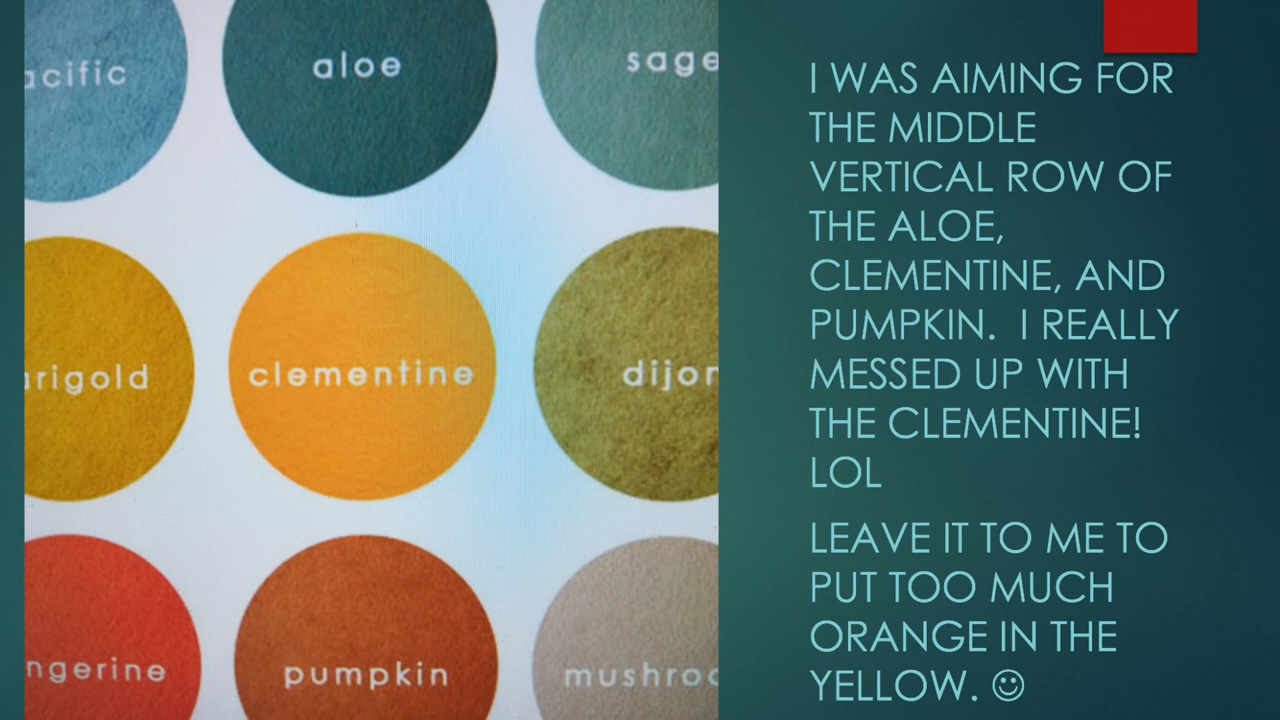 acific aloe sage
arigold clementine dijon
ngerine pumpkin mushroo
I WAS AIMING FOR
THE MIDDLE
VERTICAL ROW OF
THE ALOE,
CLEMENTINE, AND
PUMPKIN. I REALLY
MESSED UP WITH
THE CLEMENTINE!
LOL
LEAVE IT TO ME TO
PUT TOO MUCH
ORANGE IN THE
YELLOW. ☺